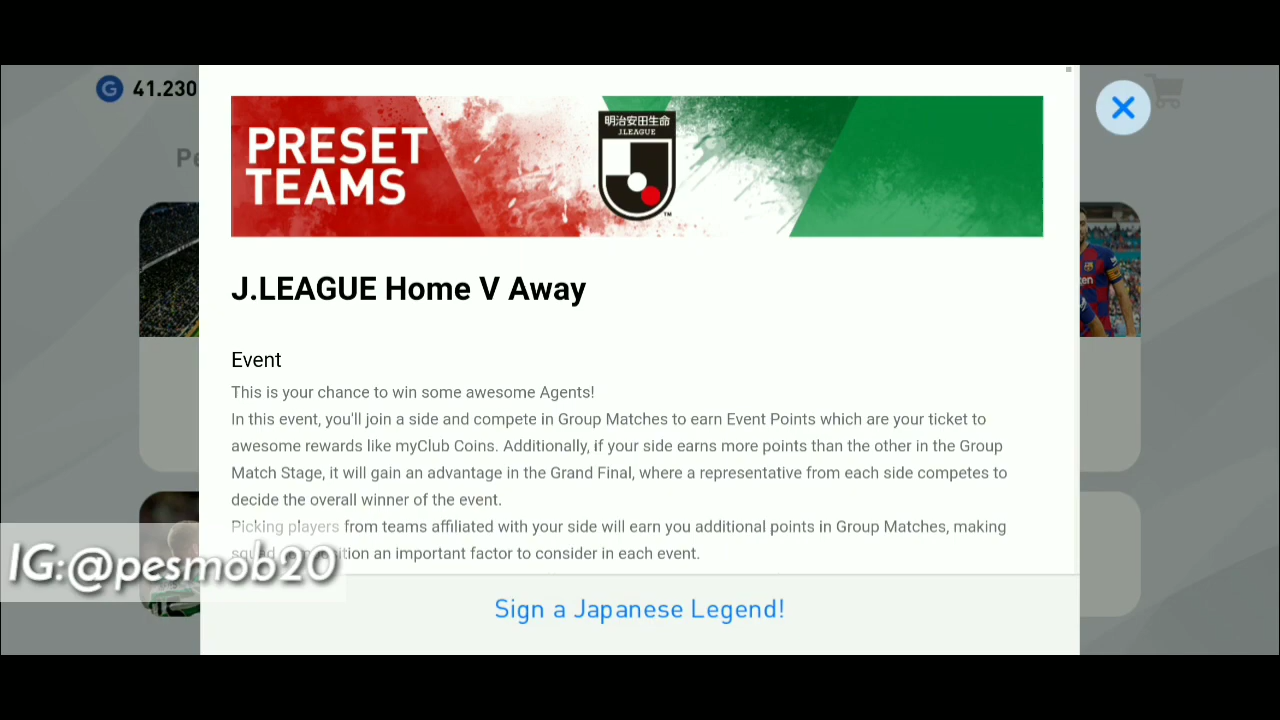 41.230
PRESET
TEAMS
明治安田生命
J.LEAGUE
TM
J.LEAGUE Home V Away
Event
This is your chance to win some awesome Agents!
In this event, you'll join a side and compete in Group Matches to earn Event Points which are your ticket to
awesome rewards like myClub Coins. Additionally, if your side earns more points than the other in the Group
Match Stage, it will gain an advantage in the Grand Final, where a representative from each side competes to
decide the overall winner of the event.
Picking players from teams affiliated with your side will earn you additional points in Group Matches, making
squad an important factor to consider in each event.
IG:@pesmob20
Sign a Japanese Legend!